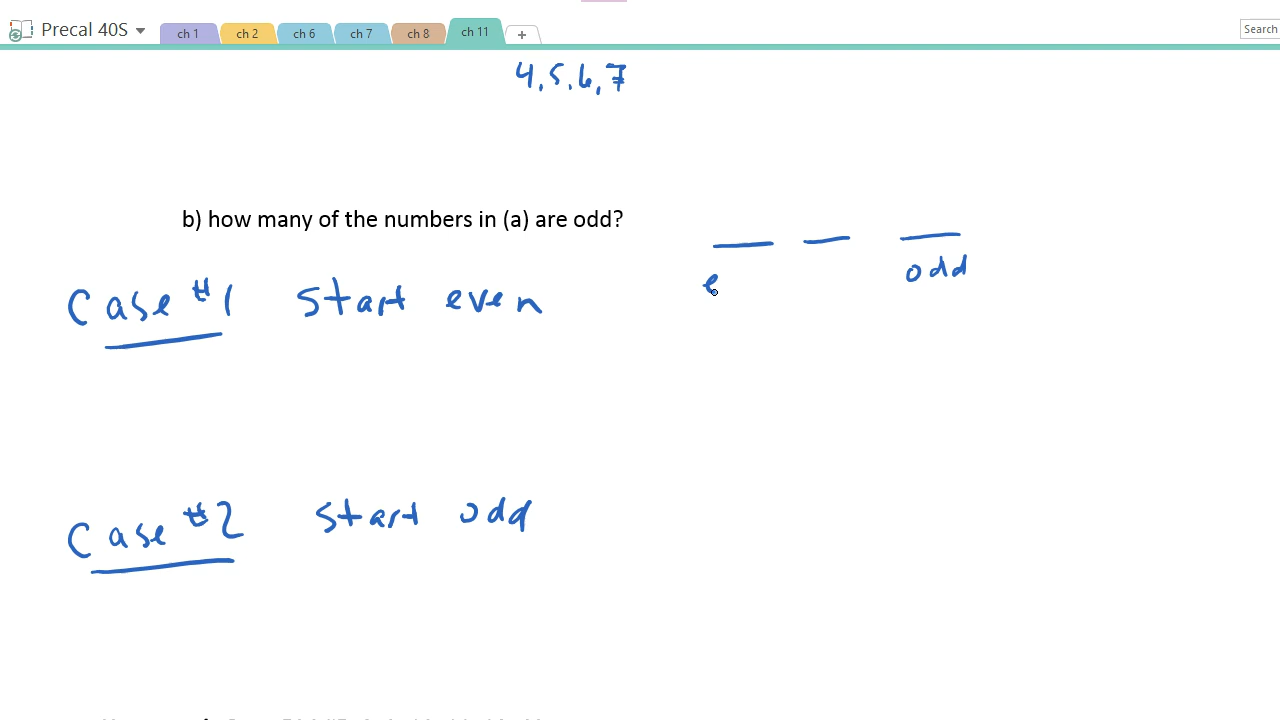 Precal 40S ch 1 ch 2 ch 6 ch 7 ch 8 ch 11 + Search
4,5,6,7
b) how many of the numbers in (a) are odd?
odd
e
Case #1 Start even
Case #2 Start odd